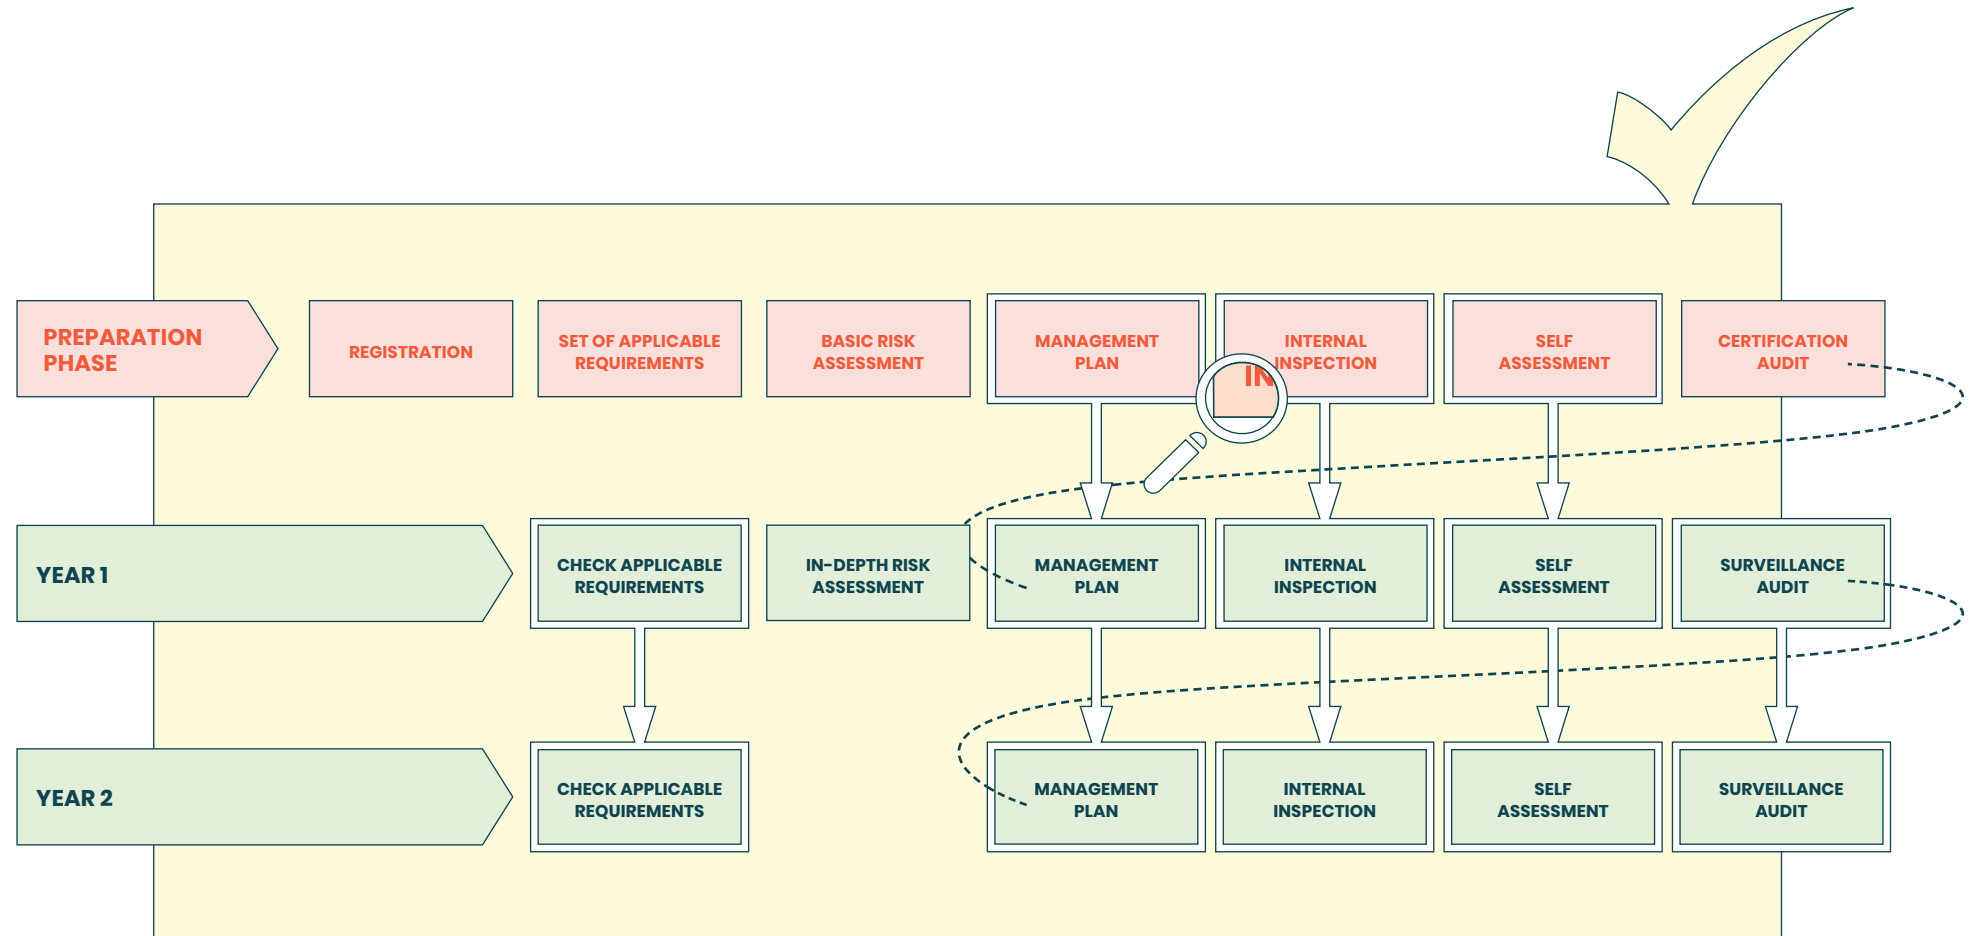 PREPARATION
PHASE
REGISTRATION
SET OF APPLICABLE
REQUIREMENTS
BASIC RISK
ASSESSMENT
MANAGEMENT
PLAN
INTERNAL
INSPECTION
IN
SELF
ASSESSMENT
CERTIFICATION
AUDIT
YEAR 1
CHECK APPLICABLE
REQUIREMENTS
IN-DEPTH RISK
ASSESSMENT
MANAGEMENT
PLAN
INTERNAL
INSPECTION
SELF
ASSESSMENT
SURVEILLANCE
AUDIT
YEAR 2
CHECK APPLICABLE
REQUIREMENTS
MANAGEMENT
PLAN
INTERNAL
INSPECTION
SELF
ASSESSMENT
SURVEILLANCE
AUDIT